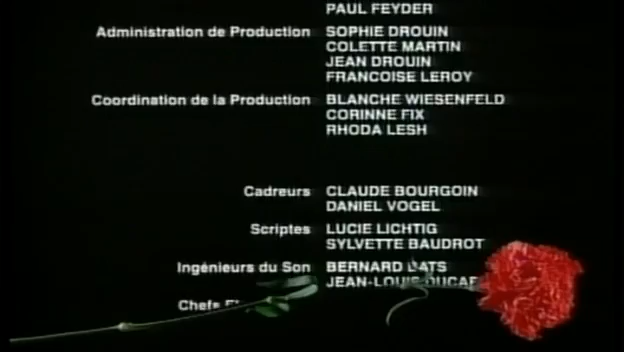 PAUL FEYDER
Administration de Production SOPHIE DROUIN
COLETTE MARTIN
JEAN DROUIN
FRANCOISE LEROY
Coordination de la Production BLANCHE WIESENFELD
CORINNE FIX
RHODA LESH
Cadreurs CLAUDE BOURGOIN
DANIEL VOGEL
Scriptes LUCIE LICHTIG
SYLVETTE BAUDROT
Ingénieurs du Son BERNARD BATS
JEAN-LOUIS
Chefs